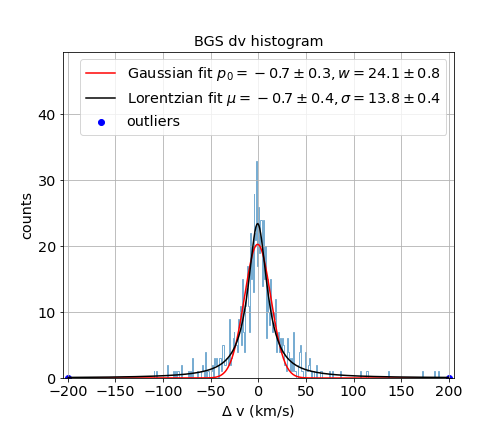 BGS dv histogram
Gaussian fit p₀ = −0.7 ± 0.3, w = 24.1 ± 0.8
Lorentzian fit μ = −0.7 ± 0.4, σ = 13.8 ± 0.4
outliers
counts
40
30
20
10
0
−200 −150 −100 −50 0 50 100 150 200
Δ v (km/s)